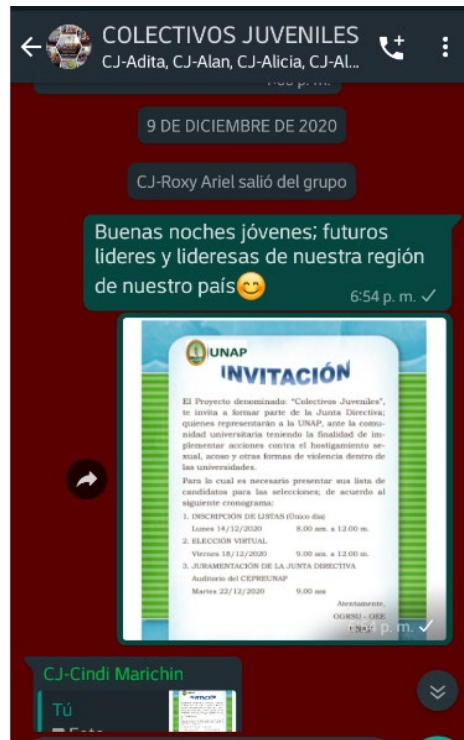 COLECTIVOS JUVENILES
CJ-Adita, CJ-Alan, CJ-Alicia, CJ-Al...
p. m.
9 DE DICIEMBRE DE 2020
CJ-Roxy Ariel salió del grupo
Buenas noches jóvenes; futuros
lideres y lideresas de nuestra región
de nuestro país😊
6:54 p. m.
UNAP
INVITACIÓN
El Proyecto denominado: "Colectivos Juveniles",
te invita a formar parte de la Junta Directiva;
quienes representarán a la UNAP, ante la comu-
nidad universitaria teniendo la finalidad de im-
plementar acciones contra el hostigamiento se-
xual, acoso y otras formas de violencia dentro de
las universidades.
Para lo cual es necesario presentar sus lista de
candidatos para las selecciones; de acuerdo al
siguiente cronograma:
1. INSCRIPCIÓN DE LISTAS (Único día)
Lunes 14/12/2020 8.00 am. a 12.00 m.
2. ELECCIÓN VIRTUAL
Viernes 18/12/2020 9.00 am. a 12.00 m.
3. JURAMENTACIÓN DE LA JUNTA DIRECTIVA
Auditorio del CEPREUNAP
Martes 22/12/2020 9.00 am
Atentamente,
OGRSU - OEE
p. m.
CJ-Cindi Marichin
Tú
Foto